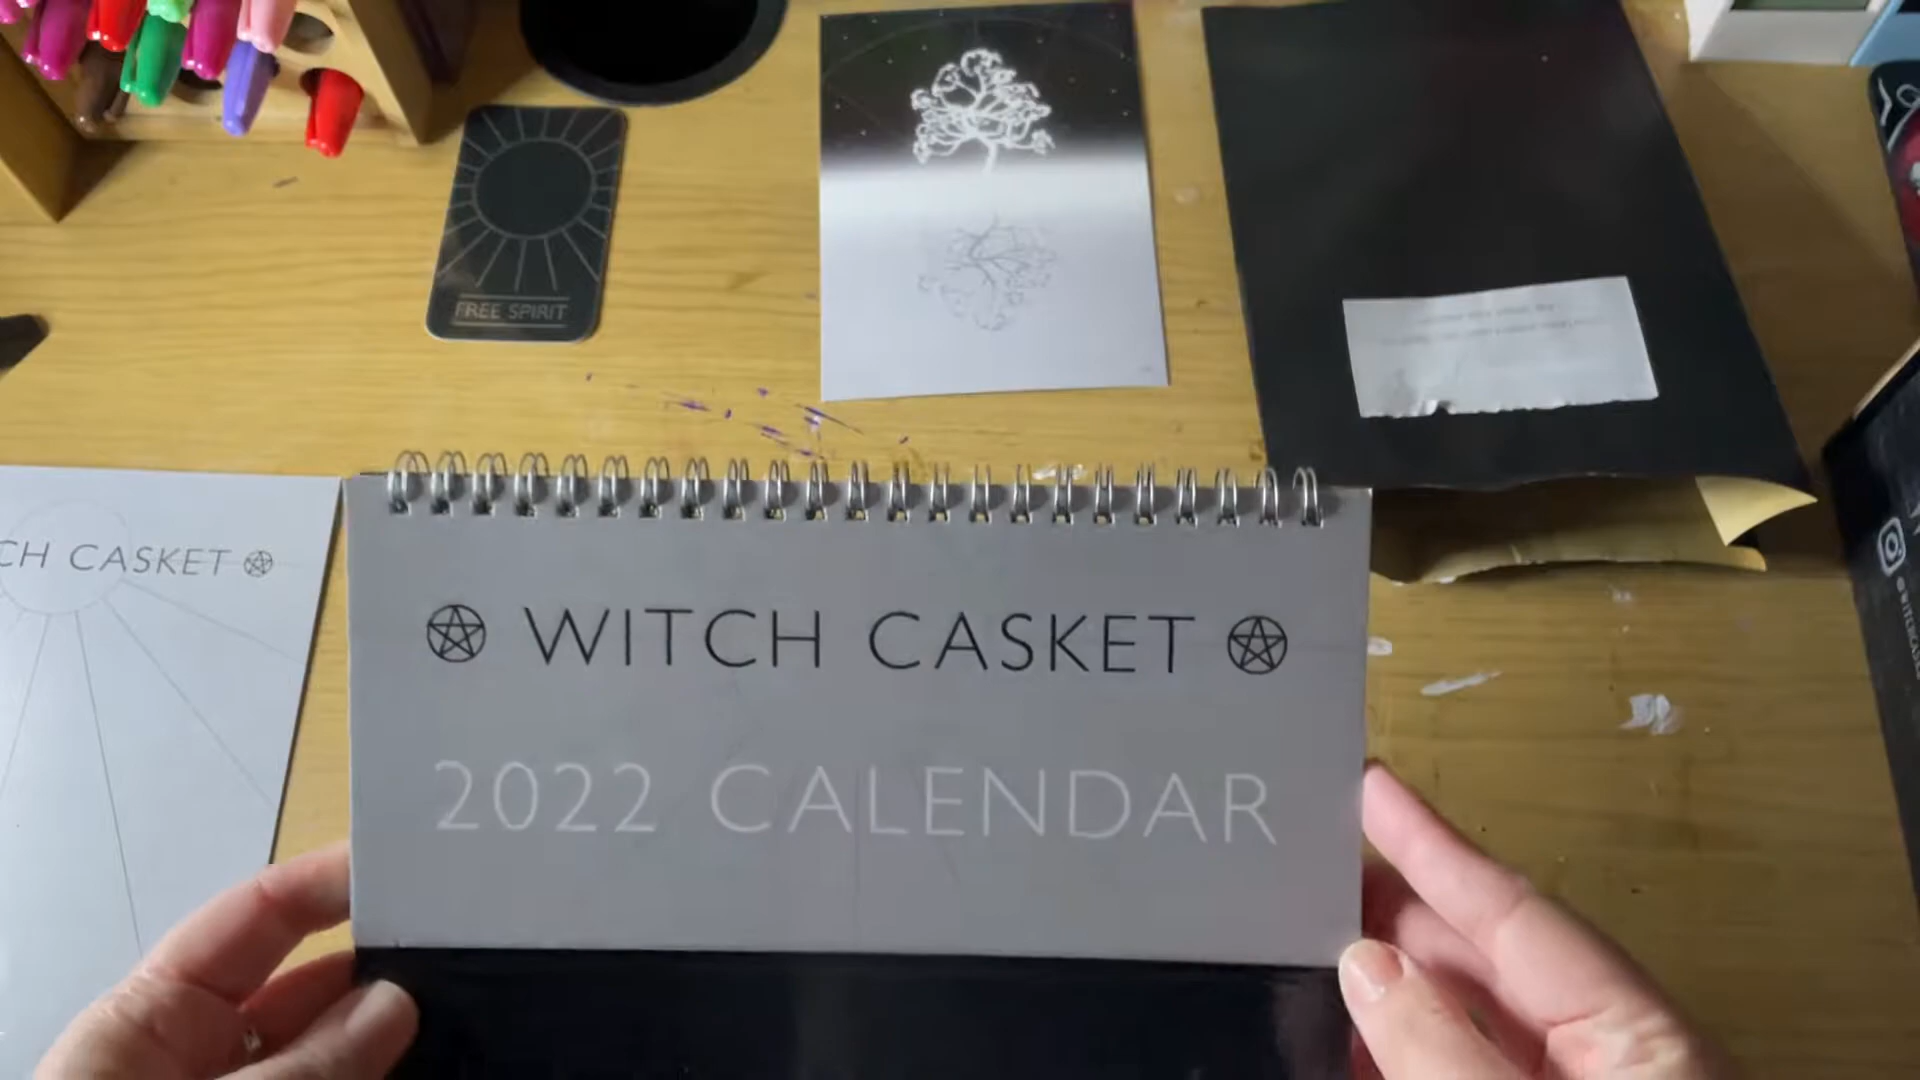 FREE SPIRIT
CH CASKET
WITCH CASKET
2022 CALENDAR